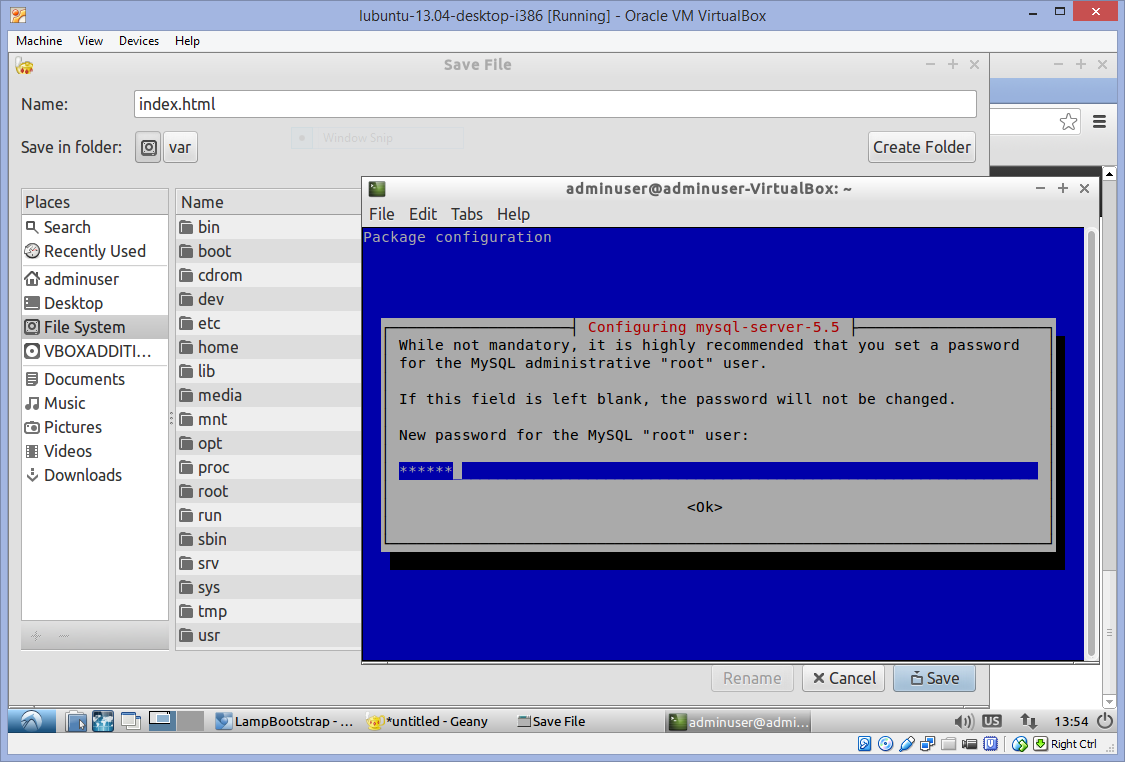 lubuntu-13.04-desktop-i386 [Running] - Oracle VM VirtualBox
Machine View Devices Help
Save File
Name: index.html
Window Snip
Save in folder: var Create Folder
Places
Search
Recently Used
adminuser
Desktop
File System
VBOXADDITI...
Documents
Music
Pictures
Videos
Downloads
Name
bin
boot
cdrom
dev
etc
home
lib
media
mnt
opt
proc
root
run
sbin
srv
sys
tmp
usr
adminuser@adminuser-VirtualBox: ~
File Edit Tabs Help
Package configuration
Configuring mysql-server-5.5
While not mandatory, it is highly recommended that you set a password
for the MySQL administrative "root" user.
If this field is left blank, the password will not be changed.
New password for the MySQL "root" user:
******
<Ok>
Rename Cancel Save
LampBootstrap - ... *untitled - Geany Save File adminuser@admi... US 13:54
Right Ctrl